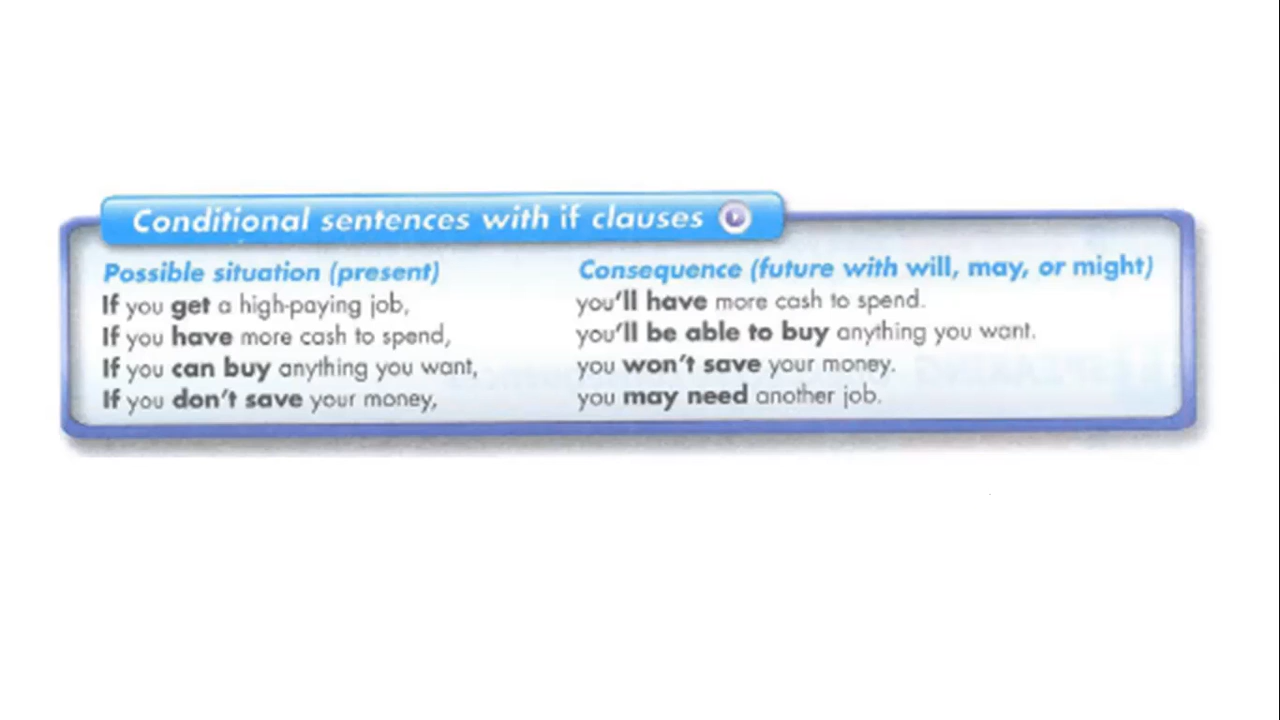 Conditional sentences with if clauses
Possible situation (present) Consequence (future with will, may, or might)
If you get a high-paying job, you'll have more cash to spend.
If you have more cash to spend, you'll be able to buy anything you want.
If you can buy anything you want, you won't save your money.
If you don't save your money, you may need another job.